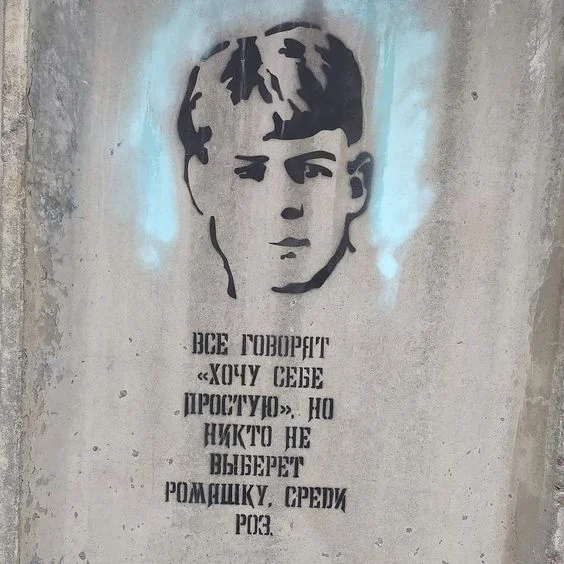 ВСЕ ГОВОРЯТ
«ХОЧУ СЕБЕ
ПРОСТУЮ». НО
НИКТО НЕ
ВЫБЕРЕТ
РОМАШКУ, СРЕДИ
РОЗ.